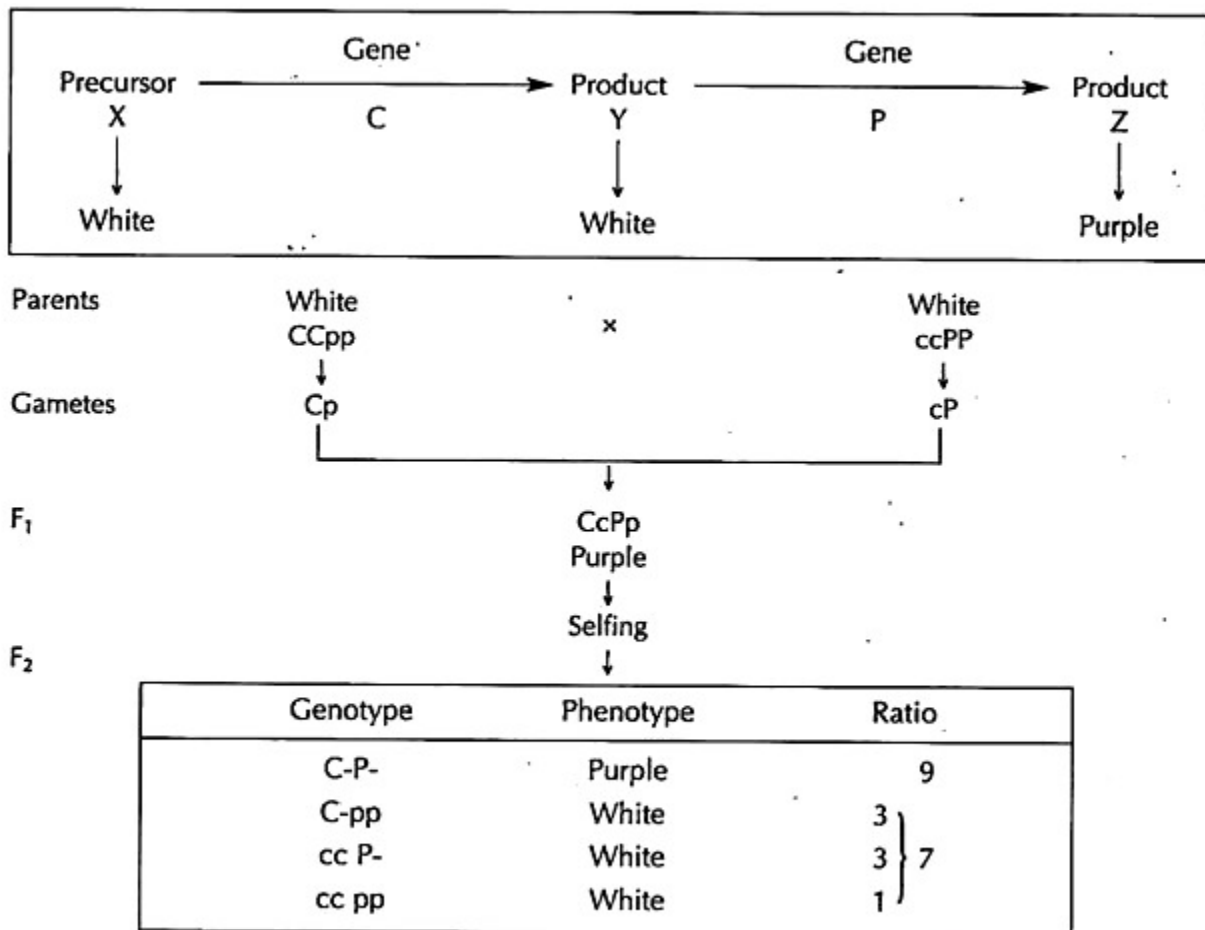 Gene Gene
Precursor Product Product
X C Y P Z
White White Purple
Parents White × White
CCpp ccPP
Gametes Cp cP
F₁ CcPp
Purple
Selfing
F₂
Genotype Phenotype Ratio
C-P- Purple 9
C-pp White 3
cc P- White 3 } 7
cc pp White 1